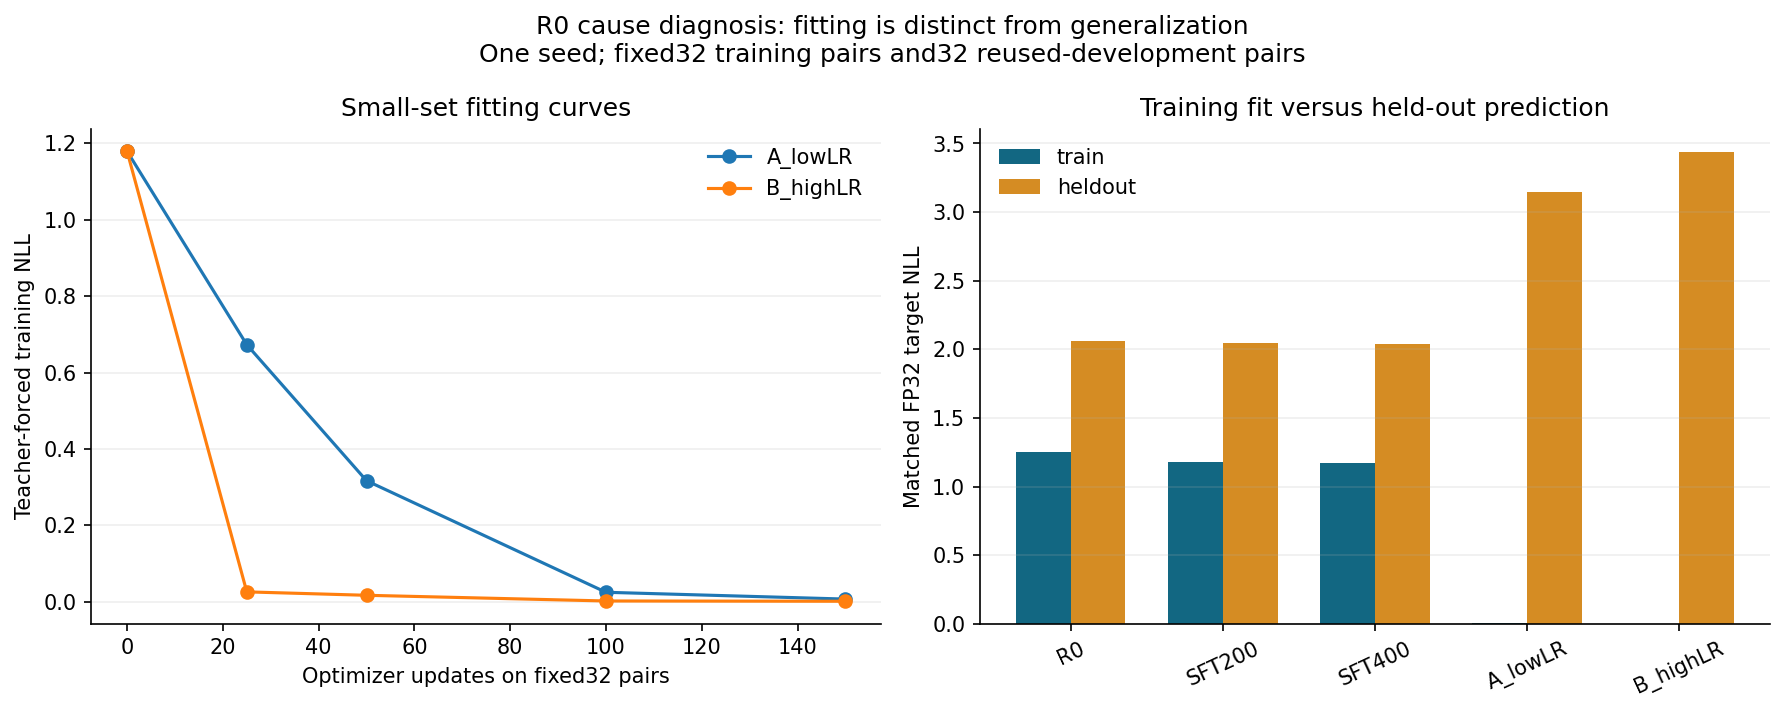 R0 cause diagnosis: fitting is distinct from generalization
One seed; fixed32 training pairs and32 reused-development pairs
Small-set fitting curves
Teacher-forced training NLL
1.2
1.0
0.8
0.6
0.4
0.2
0.0
A_lowLR
B_highLR
0 20 40 60 80 100 120 140
Optimizer updates on fixed32 pairs
Training fit versus held-out prediction
Matched FP32 target NLL
3.5
3.0
2.5
2.0
1.5
1.0
0.5
0.0
train
heldout
R0 SFT200 SFT400 A_lowLR B_highLR